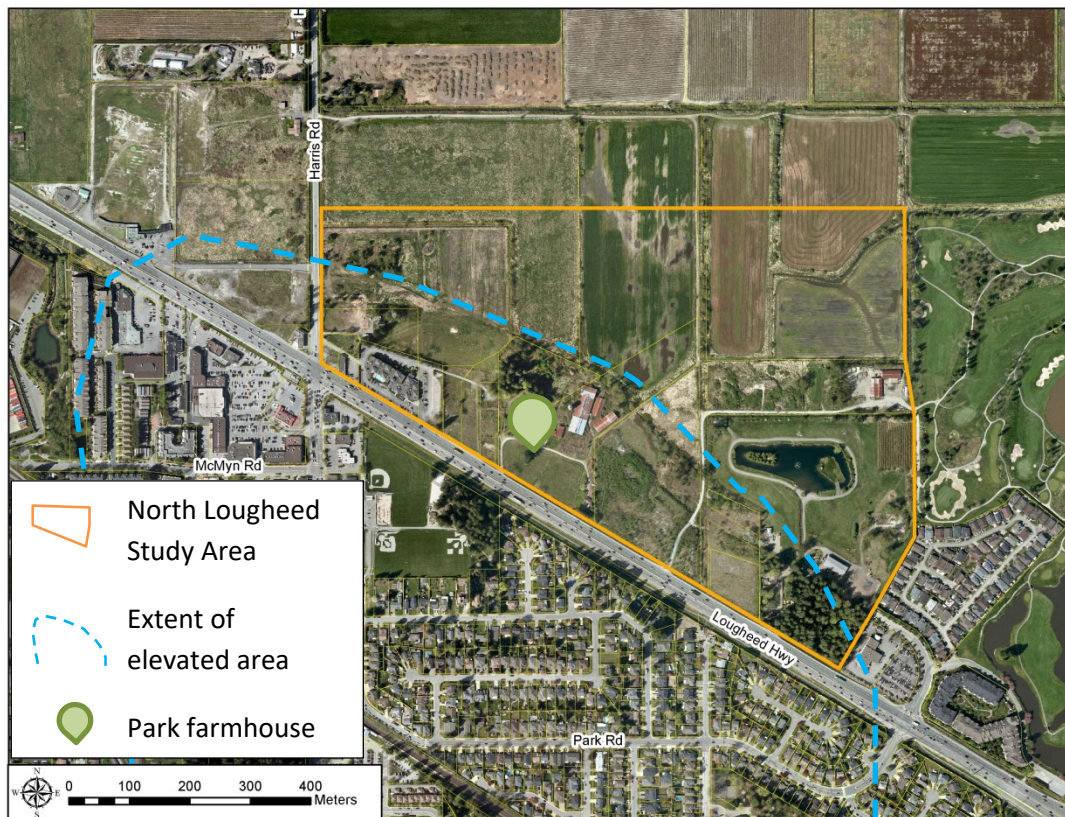 H
Harris Rd
McMyn Rd
Lougheed Hwy
Park Rd
North Lougheed
Study Area
Extent of
elevated area
Park farmhouse
N
W E
S
0 100 200 300 400
Meters